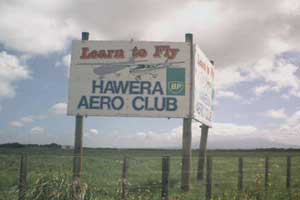 Learn to Fly
HAWERA
BP
AERO CLUB